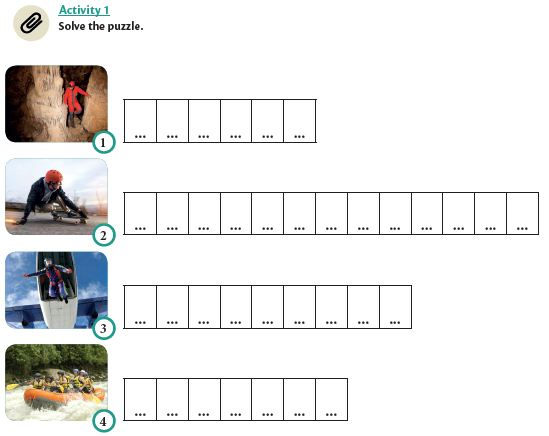 Activity 1
Solve the puzzle.
1
... ... ... ... ... ...
2
... ... ... ... ... ... ... ... ... ... ... ... ...
3
... ... ... ... ... ... ... ... ...
4
... ... ... ... ... ... ...